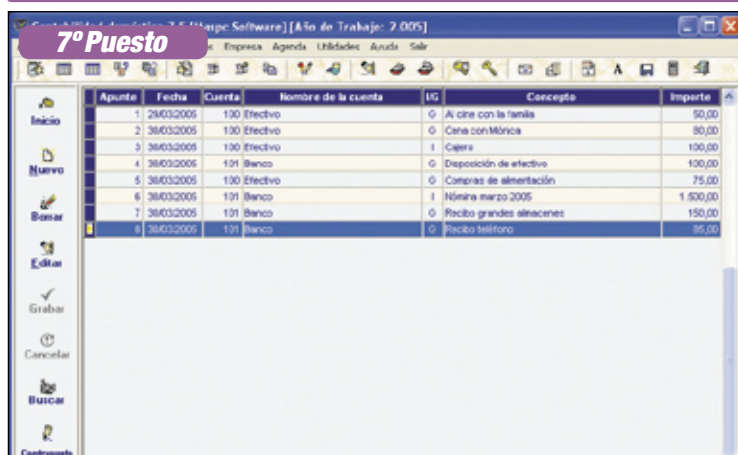 7º Puesto
Software] [Año de Trabajo: 2.005]
Empresa Agenda Utilidades Ayuda Salir
Apunte Fecha Cuenta Nombre de la cuenta I/G Concepto Importe
1 29/03/2005 100 Efectivo G Al cine con la familia 50,00
2 30/03/2005 100 Efectivo G Cena con Mónica 80,00
3 30/03/2005 100 Efectivo I Cajero 100,00
4 30/03/2005 101 Banco G Disposición de efectivo 100,00
5 30/03/2005 100 Efectivo G Compras de alimentación 75,00
6 30/03/2005 101 Banco I Nómina marzo 2005 1.500,00
7 30/03/2005 101 Banco G Recibo grandes almacenes 150,00
8 30/03/2005 101 Banco G Recibo teléfono 85,00
Inicio
Nuevo
Borrar
Editar
Grabar
Cancelar
Buscar